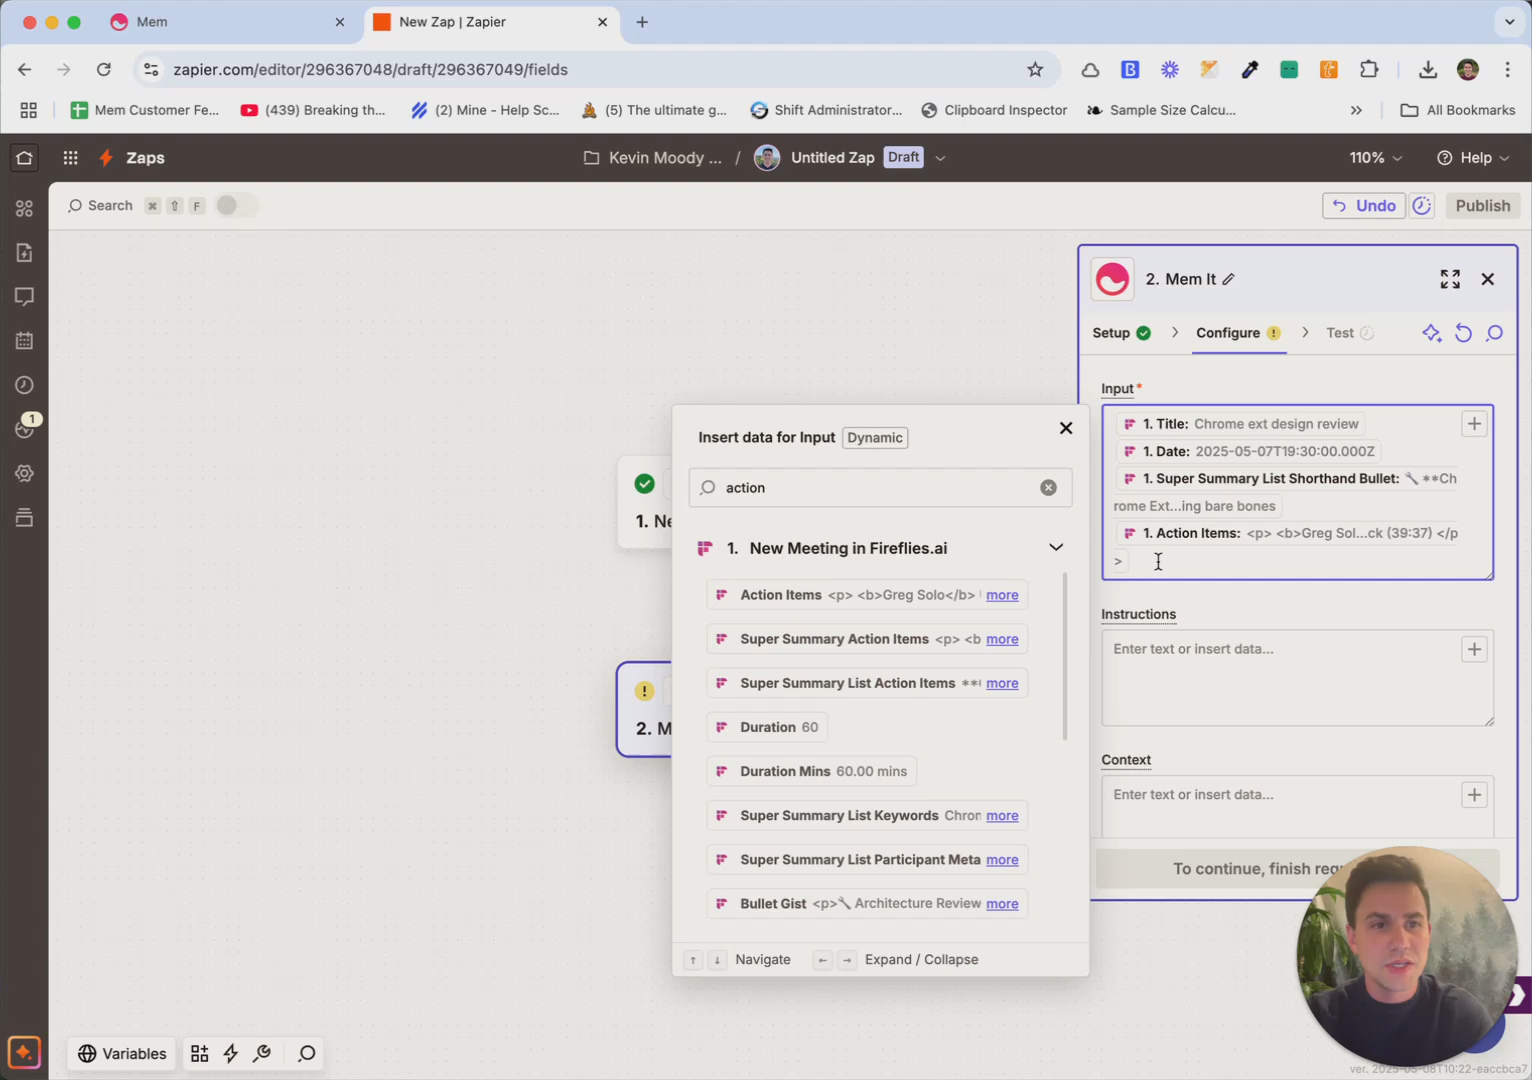 Mem
New Zap | Zapier
zapier.com/editor/296367048/draft/296367049/fields
Mem Customer Fe...
(439) Breaking th...
(2) Mine - Help Sc...
(5) The ultimate g...
Shift Administrator...
Clipboard Inspector
Sample Size Calcu...
All Bookmarks
Zaps
Kevin Moody ... / Untitled Zap Draft
110%
Help
Search ⌘ ⇧ F
Undo
Publish
2. Mem It
Setup
Configure
Test
Input*
1. Title: Chrome ext design review
1. Date: 2025-05-07T19:30:00.000Z
1. Super Summary List Shorthand Bullet: 🔧 **Ch
rome Ext...ing bare bones
1. Action Items: <p> <b>Greg Sol...ck (39:37) </p
>
Instructions
Enter text or insert data...
Context
Enter text or insert data...
To continue, finish req
1
1. Ne
2. M
Insert data for Input Dynamic
action
1. New Meeting in Fireflies.ai
Action Items <p> <b>Greg Solo</b> more
Super Summary Action Items <p> <b more
Super Summary List Action Items ** more
Duration 60
Duration Mins 60.00 mins
Super Summary List Keywords Chron more
Super Summary List Participant Meta more
Bullet Gist <p>🔧 Architecture Review more
↑ ↓ Navigate ← → Expand / Collapse
Variables
ver. 2025-05-08T10:22-eaccbca7